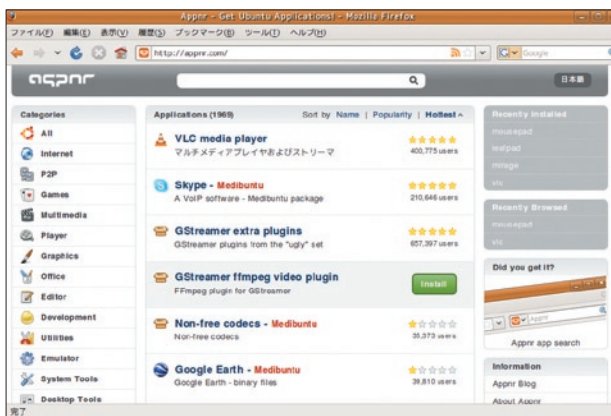 Appnr - Get Ubuntu Applications! - Mozilla Firefox
ファイル(F) 編集(E) 表示(V) 履歴(S) ブックマーク(B) ツール(T) ヘルプ(H)
http://appnr.com/
Google
appnr
日本語
Categories
All
Internet
P2P
Games
Multimedia
Player
Graphics
Office
Editor
Development
Utilities
Emulator
System Tools
Desktop Tools
Applications (1969) Sort by Name | Popularity | Hottest
VLC media player
マルチメディアプレイヤおよびストリーマ
400,775 users
Skype - Medibuntu
A VoIP software - Medibuntu package
210,646 users
GStreamer extra plugins
GStreamer plugins from the "ugly" set
657,397 users
GStreamer ffmpeg video plugin
FFmpeg plugin for GStreamer
Install
Non-free codecs - Medibuntu
Non-free codecs
35,373 users
Google Earth - Medibuntu
Google Earth - binary files
39,810 users
Recently Installed
mousepad
leafpad
mirage
vlc
Recently Browsed
mousepad
vlc
Did you get it?
Appnr
Appnr app search
Information
Appnr Blog
About Appnr
完了